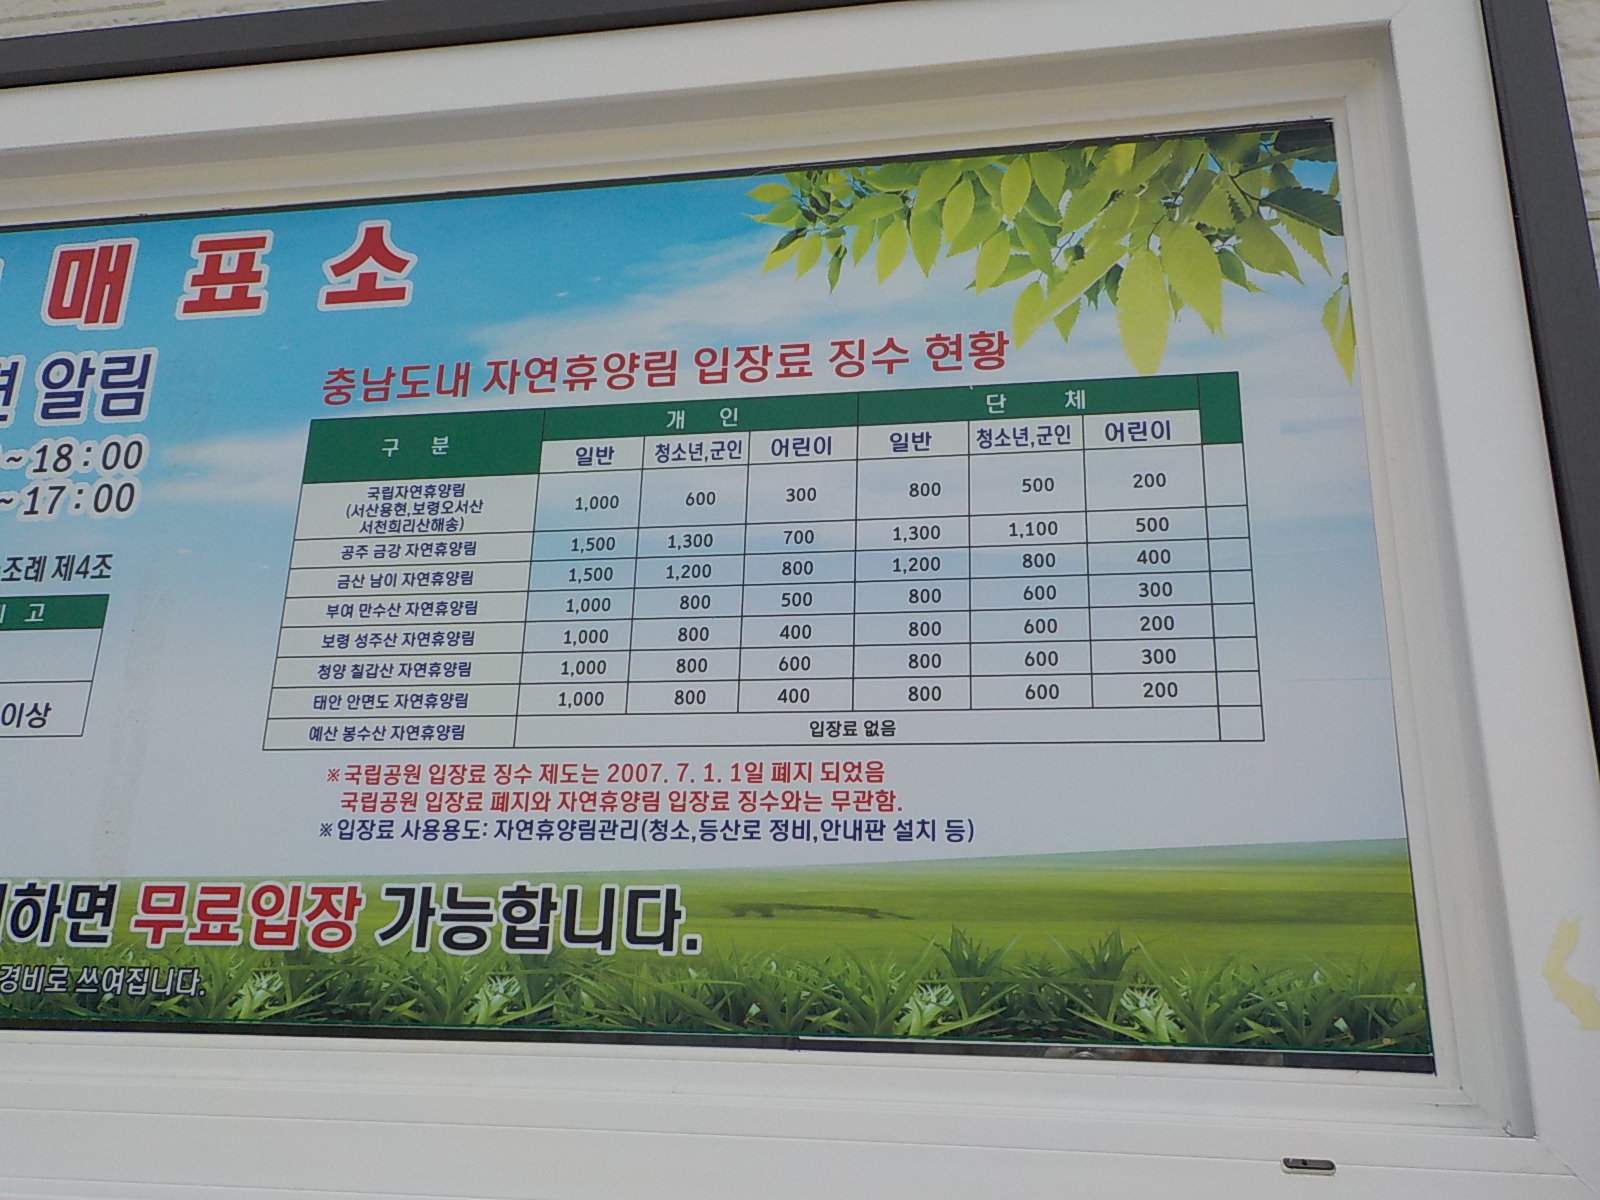 매표소
알림
~18:00
~17:00
조례 제4조
고
이상
충남도내 자연휴양림 입장료 징수 현황
구 분 개 인 단 체
일반 청소년,군인 어린이 일반 청소년,군인 어린이
국립자연휴양림
(서산용현,보령오서산
서천희리산해송) 1,000 600 300 800 500 200
공주 금강 자연휴양림 1,500 1,300 700 1,300 1,100 500
금산 남이 자연휴양림 1,500 1,200 800 1,200 800 400
부여 만수산 자연휴양림 1,000 800 500 800 600 300
보령 성주산 자연휴양림 1,000 800 400 800 600 200
청양 칠갑산 자연휴양림 1,000 800 600 800 600 300
태안 안면도 자연휴양림 1,000 800 400 800 600 200
예산 봉수산 자연휴양림 입장료 없음
※국립공원 입장료 징수 제도는 2007. 7. 1. 1일 폐지 되었음
국립공원 입장료 폐지와 자연휴양림 입장료 징수와는 무관함.
※입장료 사용용도: 자연휴양림관리(청소,등산로 정비,안내판 설치 등)
하면 무료입장 가능합니다.
경비로 쓰여집니다.